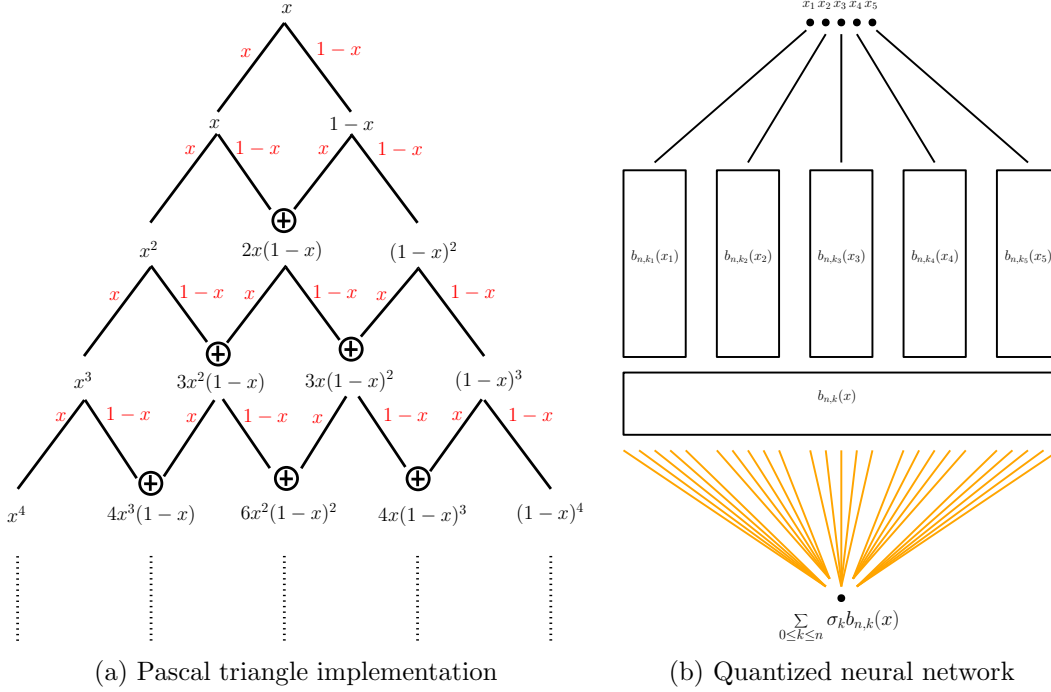 x
x 1 − x
x 1 − x
x 1 − x x 1 − x
x² 2x(1 − x) (1 − x)²
x 1 − x x 1 − x x 1 − x
x³ 3x²(1 − x) 3x(1 − x)² (1 − x)³
x 1 − x x 1 − x x 1 − x x 1 − x
x⁴ 4x³(1 − x) 6x²(1 − x)² 4x(1 − x)³ (1 − x)⁴
(a) Pascal triangle implementation
x₁ x₂ x₃ x₄ x₅
b_{n,k₁}(x₁) b_{n,k₂}(x₂) b_{n,k₃}(x₃) b_{n,k₄}(x₄) b_{n,k₅}(x₅)
b_{n,k}(x)
∑_{0≤k≤n} σ_k b_{n,k}(x)
(b) Quantized neural network